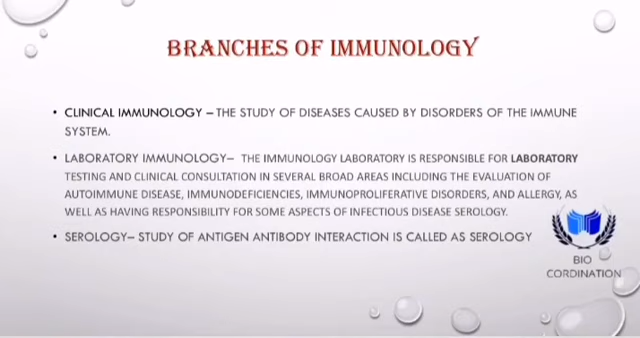 BRANCHES OF IMMUNOLOGY
• CLINICAL IMMUNOLOGY – THE STUDY OF DISEASES CAUSED BY DISORDERS OF THE IMMUNE
SYSTEM.
• LABORATORY IMMUNOLOGY– THE IMMUNOLOGY LABORATORY IS RESPONSIBLE FOR LABORATORY
TESTING AND CLINICAL CONSULTATION IN SEVERAL BROAD AREAS INCLUDING THE EVALUATION OF
AUTOIMMUNE DISEASE, IMMUNODEFICIENCIES, IMMUNOPROLIFERATIVE DISORDERS, AND ALLERGY, AS
WELL AS HAVING RESPONSIBILITY FOR SOME ASPECTS OF INFECTIOUS DISEASE SEROLOGY.
• SEROLOGY– STUDY OF ANTIGEN ANTIBODY INTERACTION IS CALLED AS SEROLOGY
BIO
CORDINATION